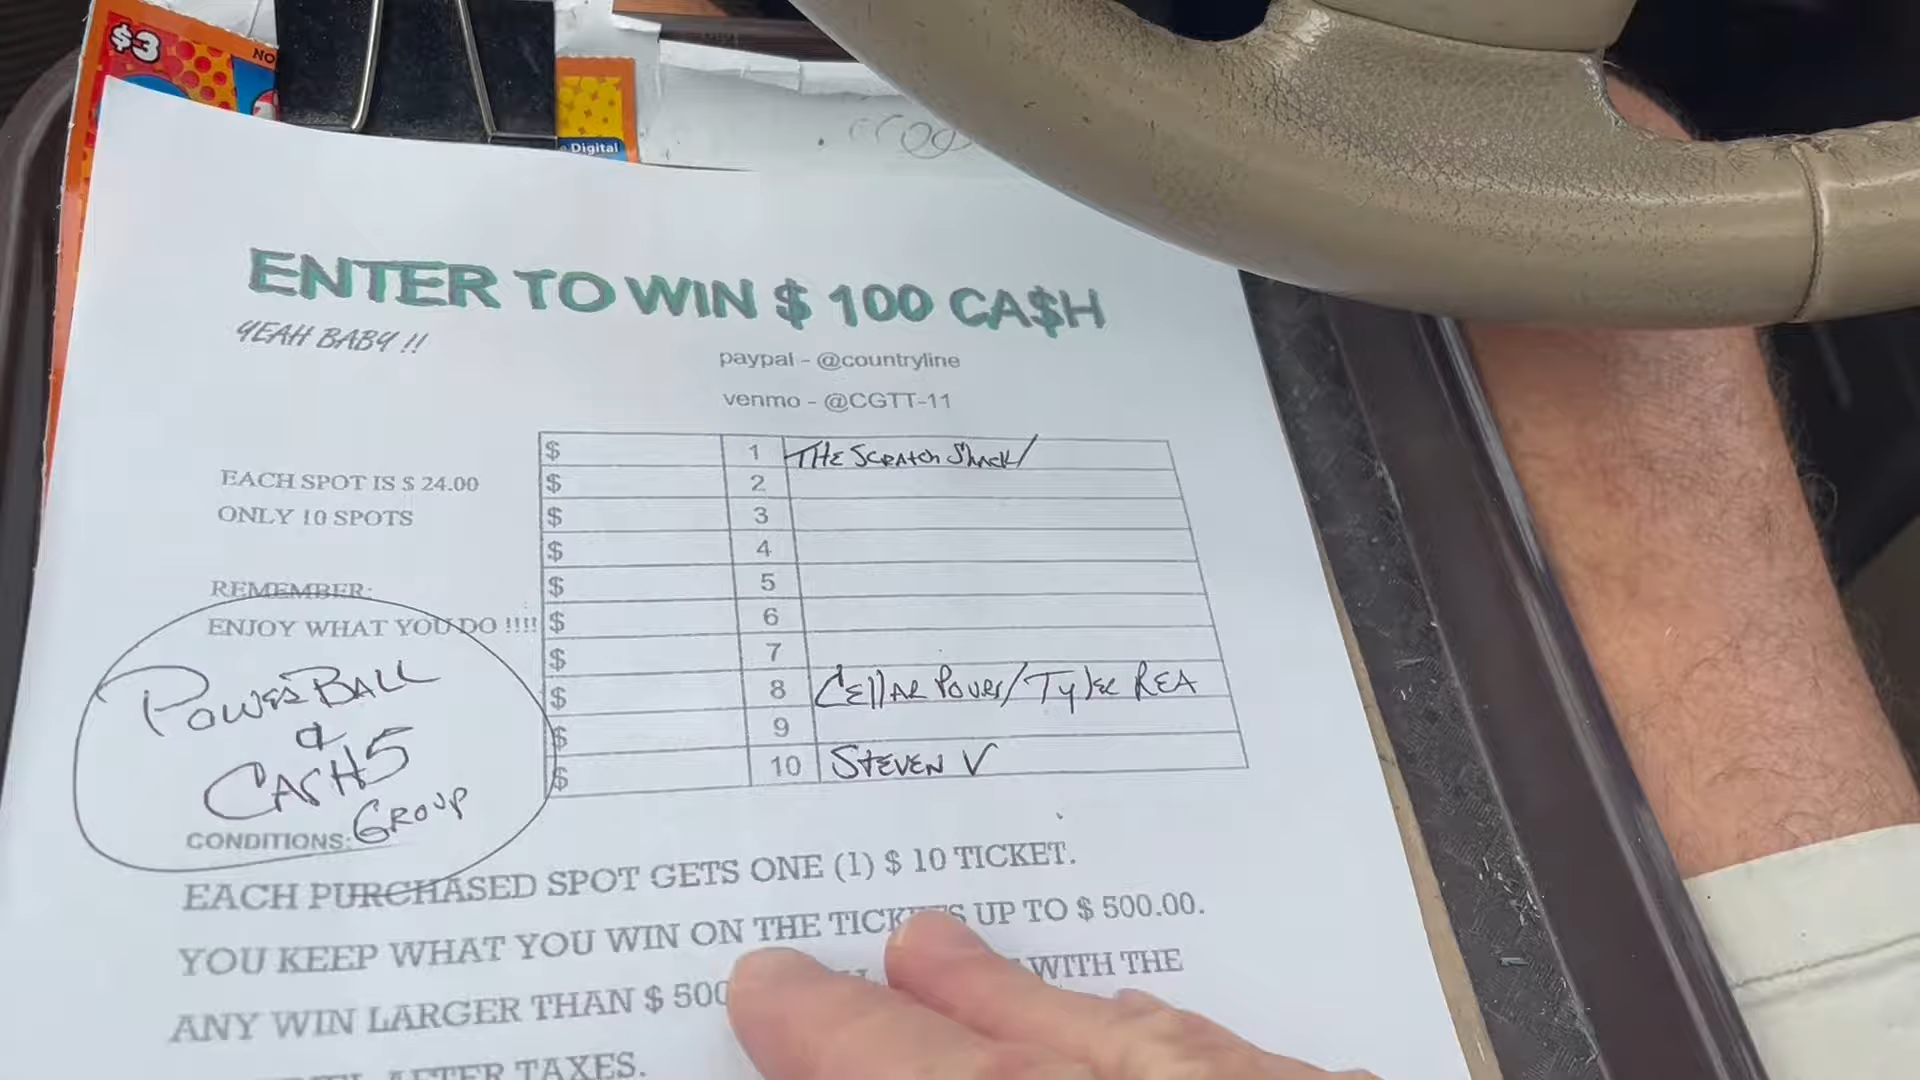 $3
NO
e Digital
ENTER TO WIN $ 100 CA$H
YEAH BABY !!
paypal - @countryline
venmo - @CGTT-11
EACH SPOT IS $ 24.00
ONLY 10 SPOTS
REMEMBER:
ENJOY WHAT YOU DO !!!!
$ 1 THE SCRATCH SHACK/
$ 2
$ 3
$ 4
$ 5
$ 6
$ 7
$ 8 CELLAR POURS/TYLER REA
$ 9
$ 10 STEVEN V
POWERBALL
&
CASH5
GROUP
CONDITIONS:
EACH PURCHASED SPOT GETS ONE (1) $ 10 TICKET.
YOU KEEP WHAT YOU WIN ON THE TICKETS UP TO $ 500.00.
ANY WIN LARGER THAN $ 500 WITH THE
AFTER TAXES.